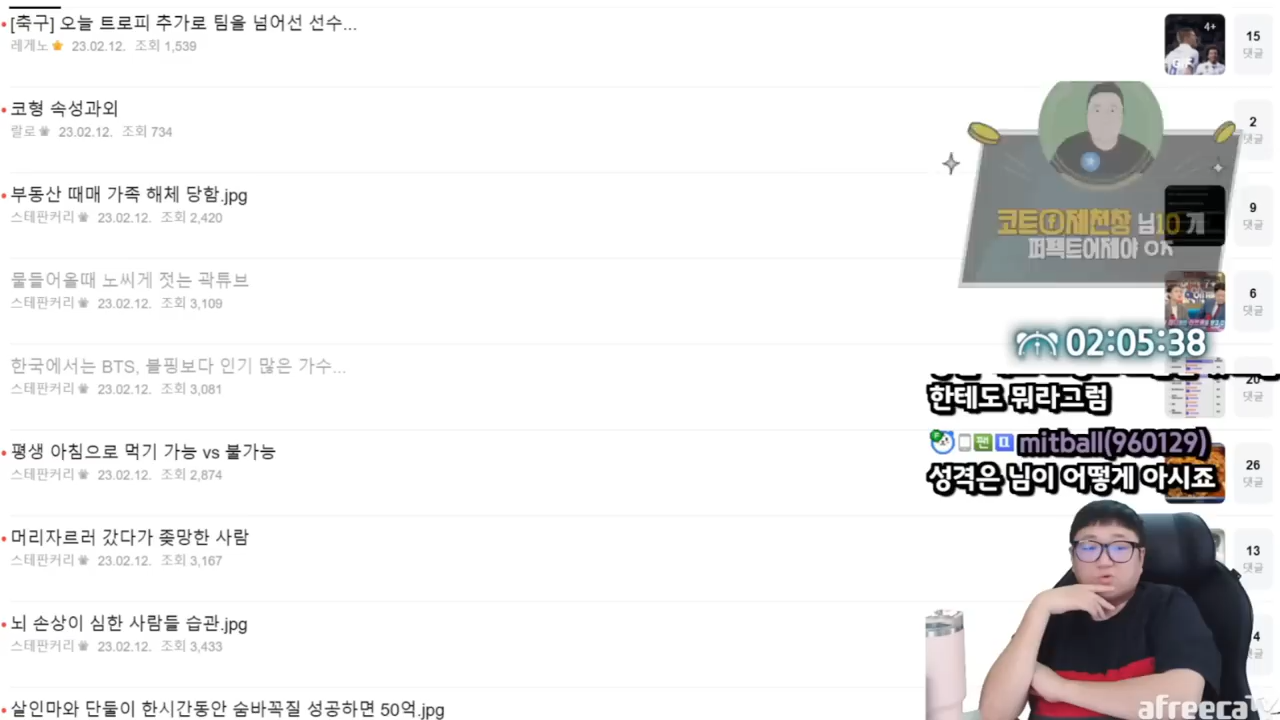 [축구] 오늘 트로피 추가로 팀을 넘어선 선수...
레게노 23.02.12. 조회 1,539
4+
GIF
15
댓글
코형 속성과외
랄로 23.02.12. 조회 734
2
댓글
부동산 때매 가족 해체 당함.jpg
스테판커리 23.02.12. 조회 2,420
9
댓글
코트 제천창 님10 개
퍼펙트어제야 OK
물들어올때 노씨게 젓는 곽튜브
스테판커리 23.02.12. 조회 3,109
6
댓글
02:05:38
한국에서는 BTS, 블핑보다 인기 많은 가수...
스테판커리 23.02.12. 조회 3,081
20
댓글
한테도 뭐라그럼
팬
mitball(960129)
성격은 님이 어떻게 아시죠
평생 아침으로 먹기 가능 vs 불가능
스테판커리 23.02.12. 조회 2,874
26
댓글
머리자르러 갔다가 좆망한 사람
스테판커리 23.02.12. 조회 3,167
13
댓글
뇌 손상이 심한 사람들 습관.jpg
스테판커리 23.02.12. 조회 3,433
4
살인마와 단둘이 한시간동안 숨바꼭질 성공하면 50억.jpg
afreecaTV